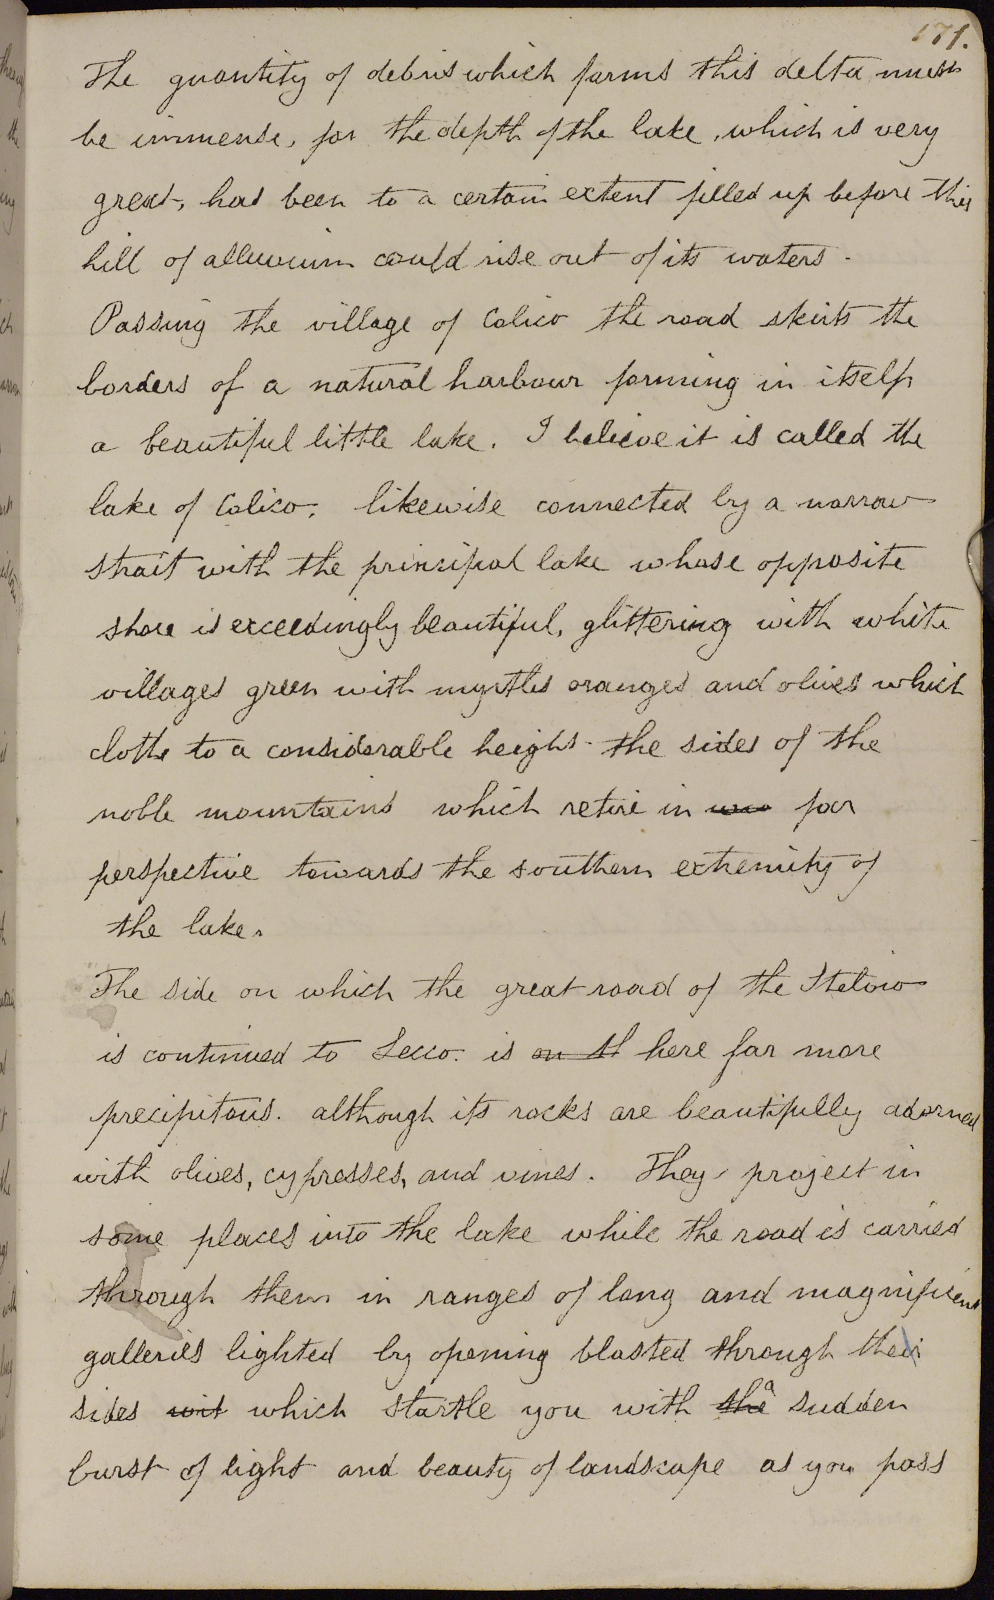 171.
The quantity of debris which forms this delta must
be immense, for the depth of the lake, which is very
great, had been to a certain extent filled up before this
hill of alluvium could rise out of its waters.
Passing the village of Colico the road skirts the
borders of a natural harbour forming in itself
a beautiful little lake. I believe it is called the
lake of Colico, likewise connected by a narrow
strait with the principal lake whose opposite
shore is exceedingly beautiful, glittering with white
villages green with myrtles oranges and olives which
clothe to a considerable height the sides of the
noble mountains which retire in far
perspective towards the southern extremity of
the lake.
The side on which the great road of the Stelvio
is continued to Lecco. is on th here far more
precipitous. although its rocks are beautifully adorned
with olives, cypresses, and vines. They project in
some places into the lake while the road is carried
through them in ranges of long and magnificent
galleries lighted by opening blasted through their
sides wit which startle you with the a sudden
burst of light and beauty of landscape as you pass